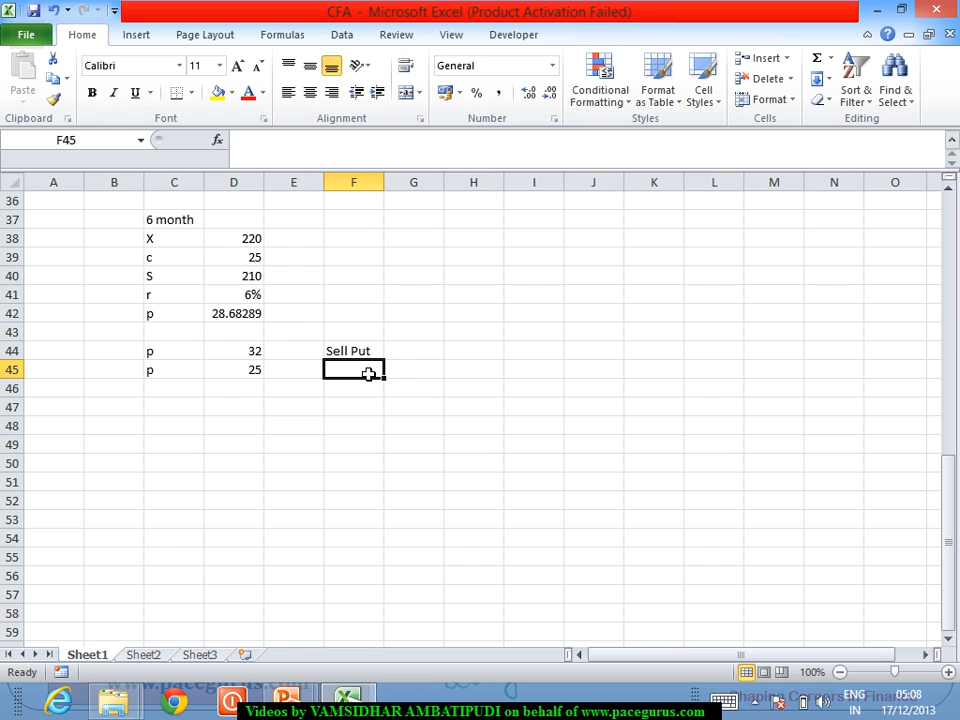 CFA - Microsoft Excel (Product Activation Failed)
File Home Insert Page Layout Formulas Data Review View Developer
Paste
Calibri 11
General
Conditional Formatting
Format as Table
Cell Styles
Insert
Delete
Format
Sort & Filter
Find & Select
Clipboard Font Alignment Number Styles Cells Editing
F45 fx
A B C D E F G H I J K L M N O
36
37 6 month
38 X 220
39 c 25
40 S 210
41 r 6%
42 p 28.68289
43
44 p 32 Sell Put
45 p 25
46
47
48
49
50
51
52
53
54
55
56
57
58
59
Sheet1 Sheet2 Sheet3
Ready 100%
www.pacegurus.com
ENG 05:08
IN 17/12/2013
Videos by VAMSIDHAR AMBATIPUDI on behalf of www.pacegurus.com